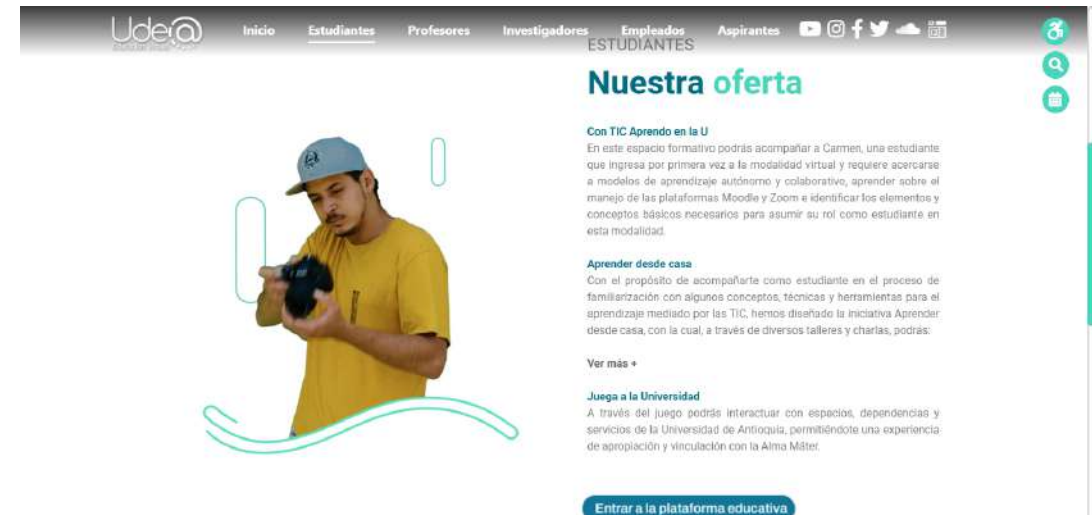 Ude@
Inicio Estudiantes Profesores Investigadores Empleados Aspirantes
ESTUDIANTES
Nuestra oferta
Con TIC Aprendo en la U
En este espacio formativo podrás acompañar a Carmen, una estudiante
que ingresa por primera vez a la modalidad virtual y requiere acercarse
a modelos de aprendizaje autónomo y colaborativo, aprender sobre el
manejo de las plataformas Moodle y Zoom e identificar los elementos y
conceptos básicos necesarios para asumir su rol como estudiante en
esta modalidad.
Aprender desde casa
Con el propósito de acompañarte como estudiante en el proceso de
familiarización con algunos conceptos, técnicas y herramientas para el
aprendizaje mediado por las TIC, hemos diseñado la iniciativa Aprender
desde casa, con la cual, a través de diversos talleres y charlas, podrás:
Ver más +
Juega a la Universidad
A través del juego podrás interactuar con espacios, dependencias y
servicios de la Universidad de Antioquia, permitiéndote una experiencia
de apropiación y vinculación con la Alma Máter.
Entrar a la plataforma educativa